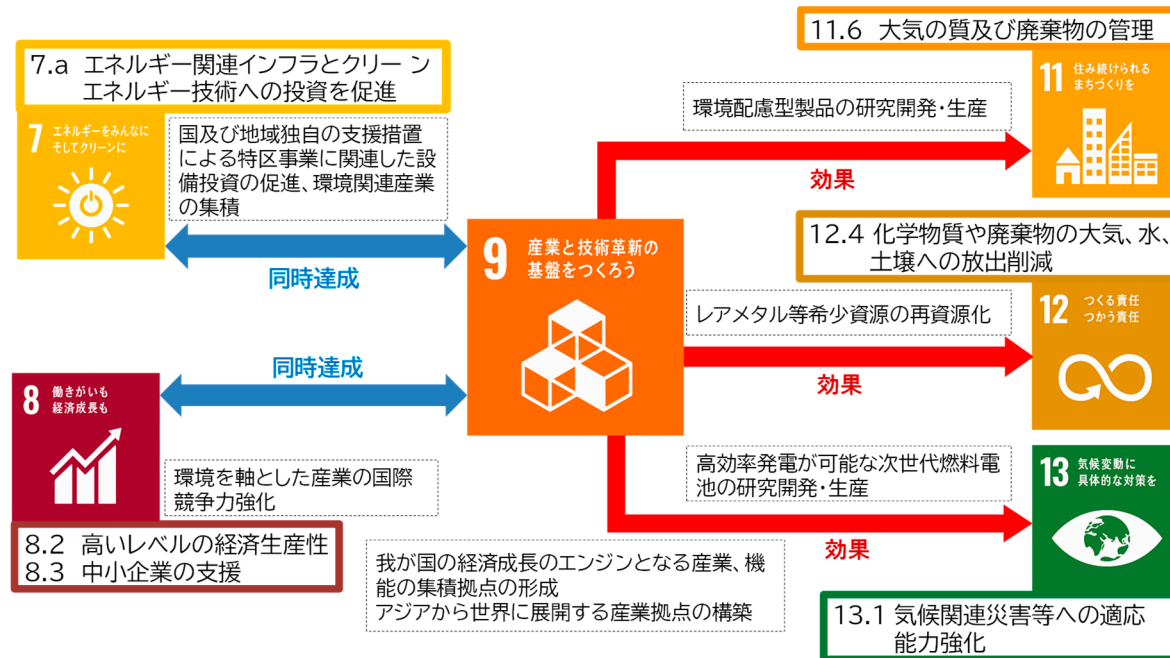 7.a エネルギー関連インフラとクリーン
エネルギー技術への投資を促進
7 エネルギーをみんなに
そしてクリーンに
国及び地域独自の支援措置
による特区事業に関連した設
備投資の促進、環境関連産業
の集積
同時達成
同時達成
8 働きがいも
経済成長も
環境を軸とした産業の国際
競争力強化
8.2 高いレベルの経済生産性
8.3 中小企業の支援
9 産業と技術革新の
基盤をつくろう
我が国の経済成長のエンジンとなる産業、機
能の集積拠点の形成
アジアから世界に展開する産業拠点の構築
11.6 大気の質及び廃棄物の管理
11 住み続けられる
まちづくりを
環境配慮型製品の研究開発・生産
効果
12.4 化学物質や廃棄物の大気、水、
土壌への放出削減
12 つくる責任
つかう責任
レアメタル等希少資源の再資源化
効果
13 気候変動に
具体的な対策を
高効率発電が可能な次世代燃料電
池の研究開発・生産
効果
13.1 気候関連災害等への適応
能力強化